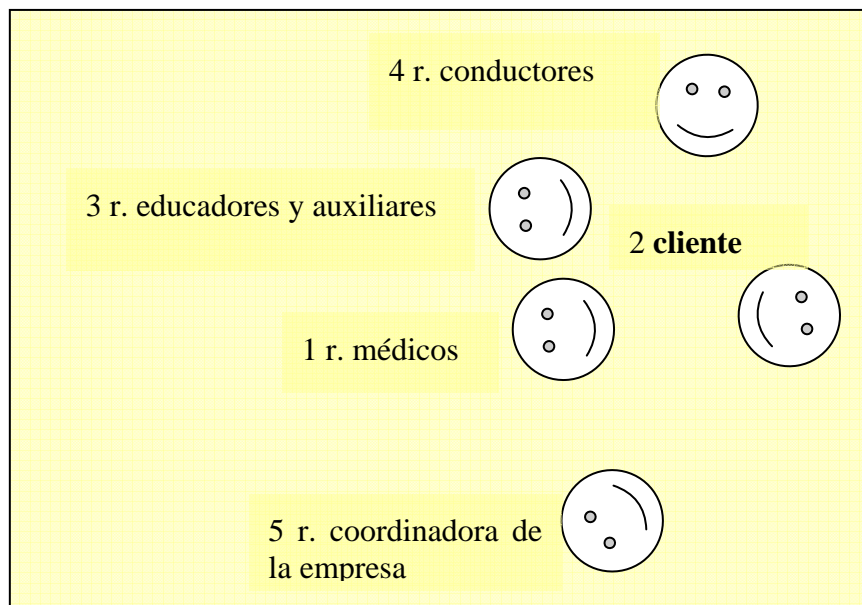 4 r. conductores
3 r. educadores y auxiliares
2 cliente
1 r. médicos
5 r. coordinadora de
la empresa